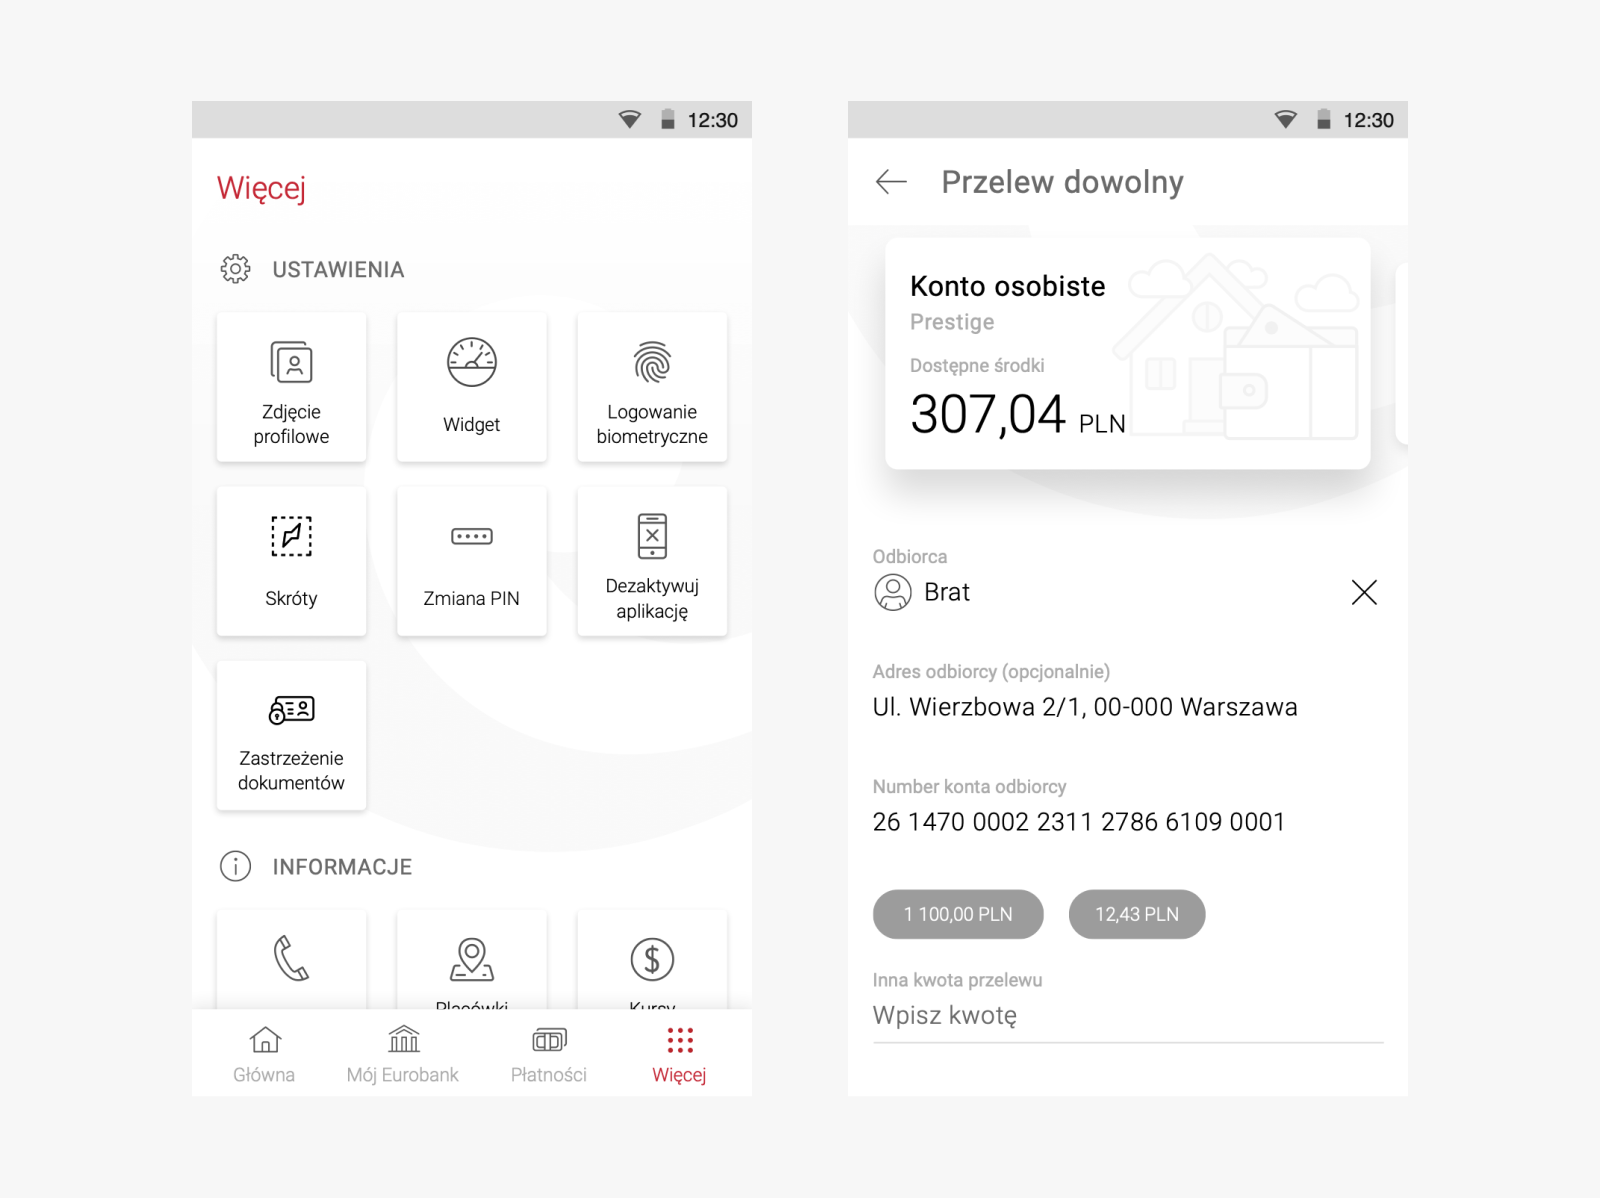 12:30
Więcej
USTAWIENIA
Zdjęcie
profilowe
Widget
Logowanie
biometryczne
Skróty
Zmiana PIN
Dezaktywuj
aplikację
Zastrzeżenie
dokumentów
INFORMACJE
$
Placówki
Kursy
Główna
Mój Eurobank
Płatności
Więcej
12:30
Przelew dowolny
Konto osobiste
Prestige
Dostępne środki
307,04 PLN
Odbiorca
Brat
Adres odbiorcy (opcjonalnie)
Ul. Wierzbowa 2/1, 00-000 Warszawa
Number konta odbiorcy
26 1470 0002 2311 2786 6109 0001
1 100,00 PLN
12,43 PLN
Inna kwota przelewu
Wpisz kwotę